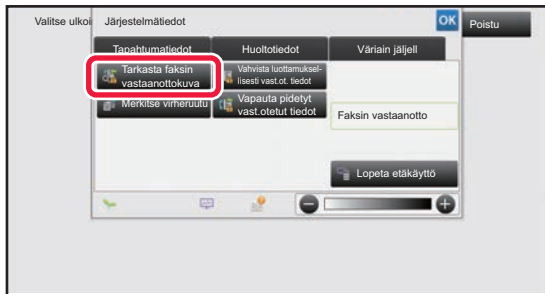 Valitse ulkoi
Järjestelmätiedot
OK
Poistu
Tapahtumatiedot
Huoltotiedot
Väriain jäljell
Tarkasta faksin
vastaanottokuva
Vahvista luottamuksel-
lisesti vast.ot. tiedot
Merkitse virheruutu
Vapauta pidetyt
vast.otetut tiedot
Faksin vastaanotto
Lopeta etäkäyttö